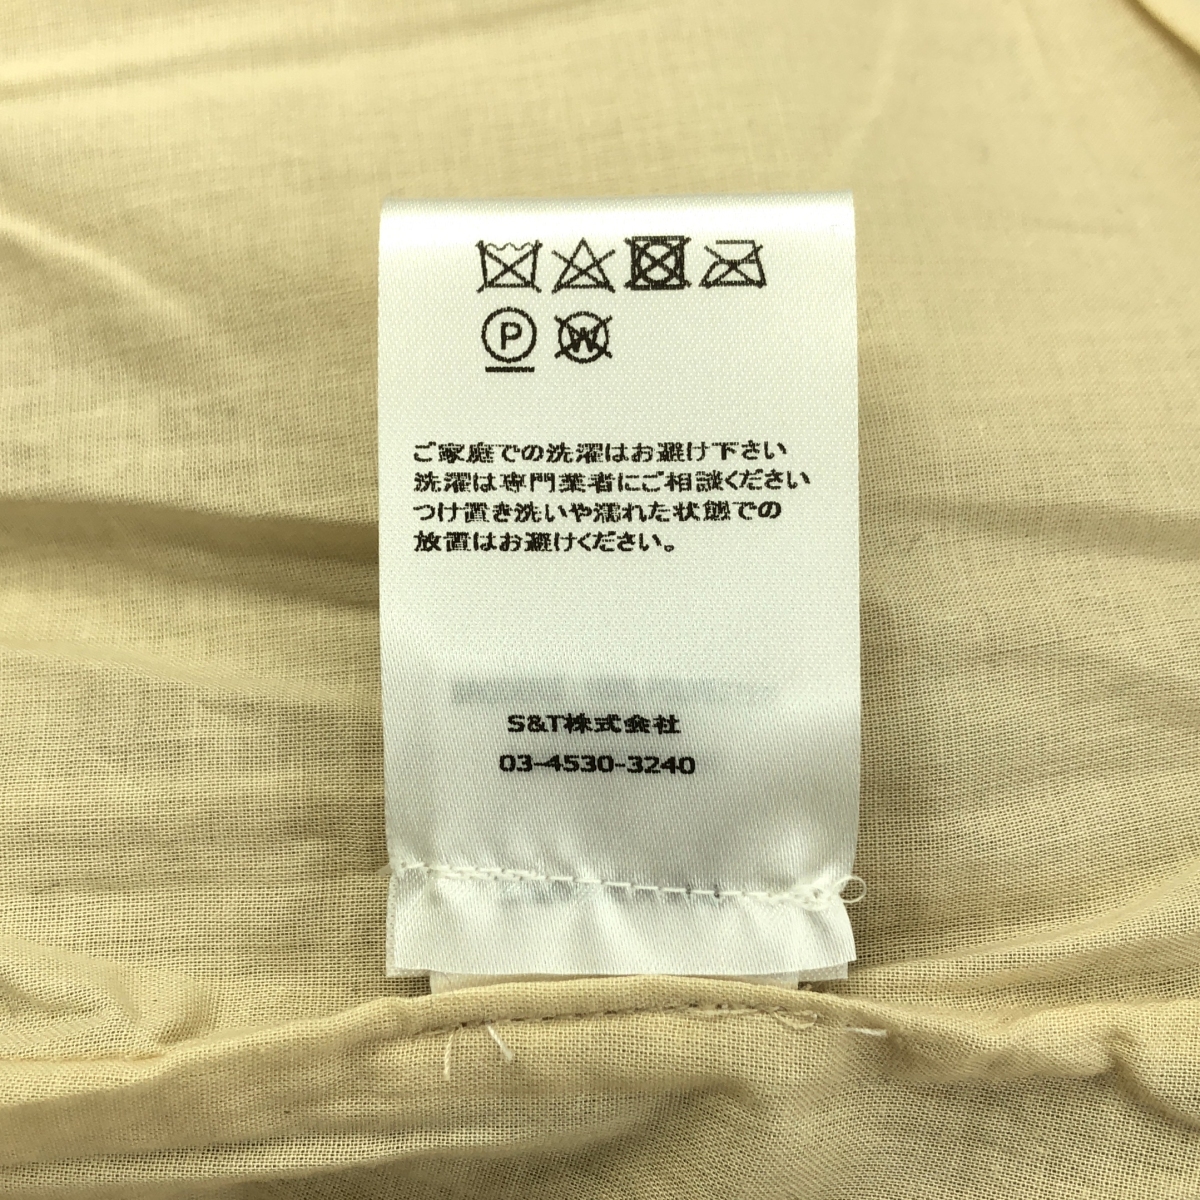 P W
ご家庭での洗濯はお避け下さい
洗濯は専門業者にご相談ください
つけ置き洗いや濡れた状態での
放置はお避けください。
S&T株式会社
03-4530-3240